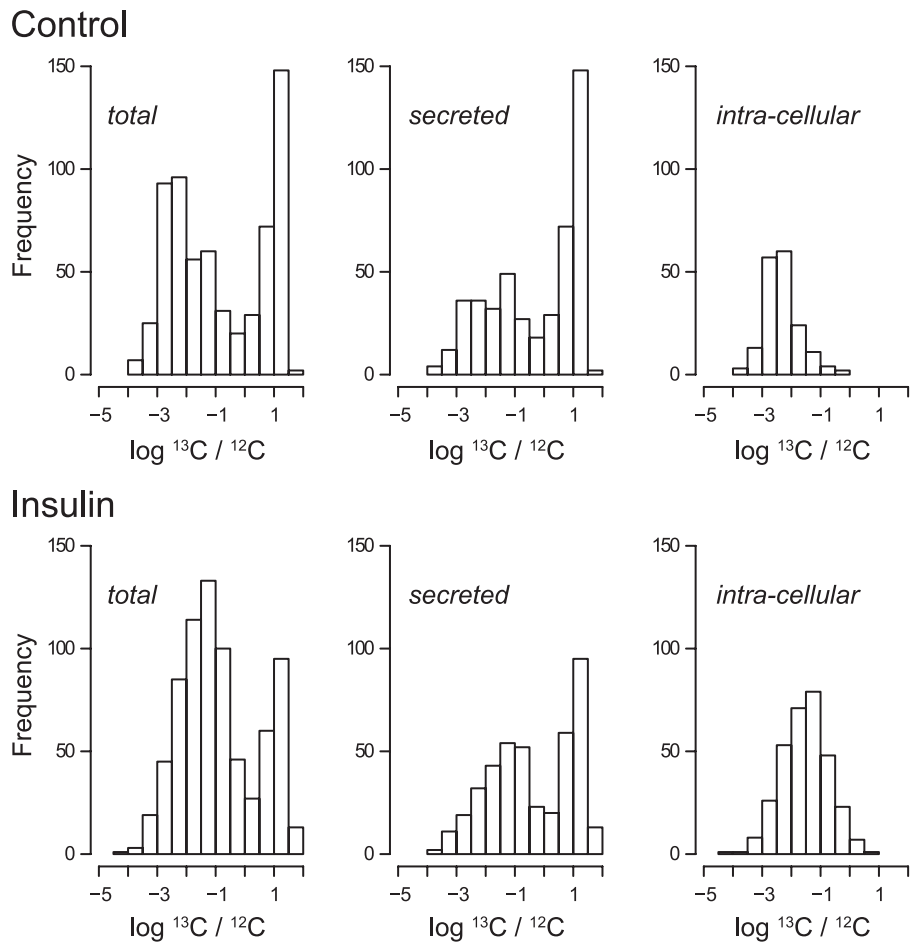 Control
total
secreted
intra-cellular
Frequency
150
100
50
0
150
100
50
0
150
100
50
0
−5 −3 −1 1
−5 −3 −1 1
−5 −3 −1 1
log ¹³C / ¹²C
log ¹³C / ¹²C
log ¹³C / ¹²C
Insulin
total
secreted
intra-cellular
Frequency
150
100
50
0
150
100
50
0
150
100
50
0
−5 −3 −1 1
−5 −3 −1 1
−5 −3 −1 1
log ¹³C / ¹²C
log ¹³C / ¹²C
log ¹³C / ¹²C